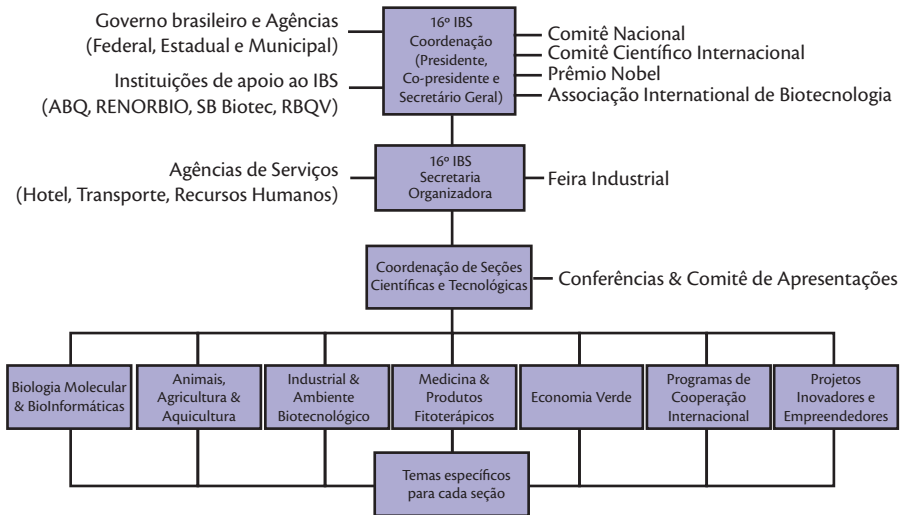 Governo brasileiro e Agências
(Federal, Estadual e Municipal)
Instituições de apoio ao IBS
(ABQ, RENORBIO, SB Biotec, RBQV)
16º IBS
Coordenação
(Presidente,
Co-presidente e
Secretário Geral)
Comitê Nacional
Comitê Científico Internacional
Prêmio Nobel
Associação International de Biotecnologia
Agências de Serviços
(Hotel, Transporte, Recursos Humanos)
16º IBS
Secretaria
Organizadora
Feira Industrial
Coordenação de Seções
Científicas e Tecnológicas
Conferências & Comitê de Apresentações
Biologia Molecular
& BioInformáticas
Animais,
Agricultura &
Aquicultura
Industrial &
Ambiente
Biotecnológico
Medicina &
Produtos
Fitoterápicos
Economia Verde
Programas de
Cooperação
Internacional
Projetos
Inovadores e
Empreendedores
Temas específicos
para cada seção